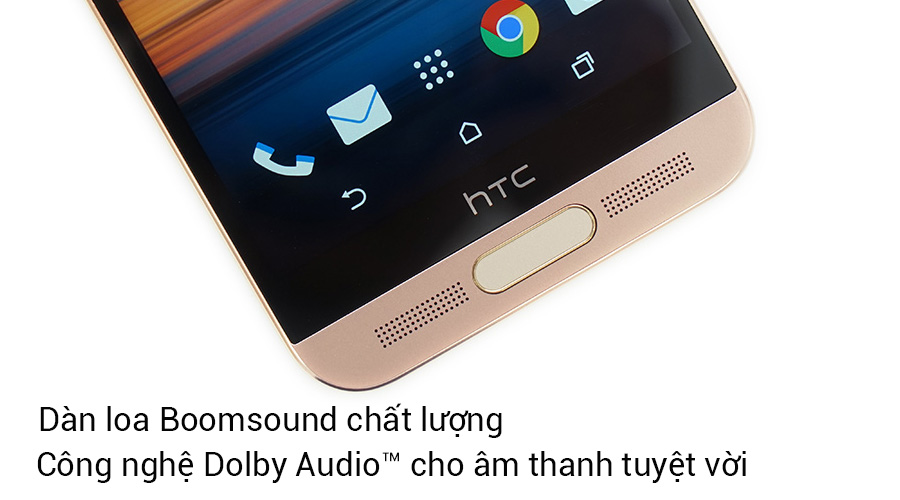 hTC
Dàn loa Boomsound chất lượng
Công nghệ Dolby Audio™ cho âm thanh tuyệt vời